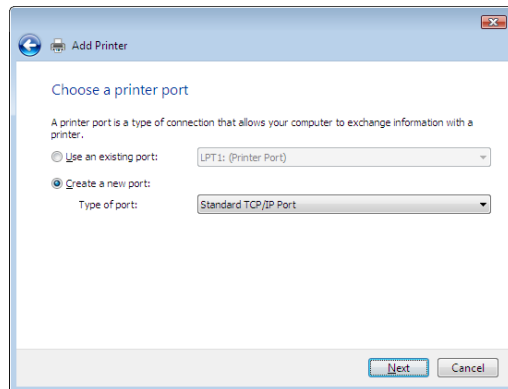 Add Printer
Choose a printer port
A printer port is a type of connection that allows your computer to exchange information with a
printer.
Use an existing port:
LPT1: (Printer Port)
Create a new port:
Type of port:
Standard TCP/IP Port
Next
Cancel